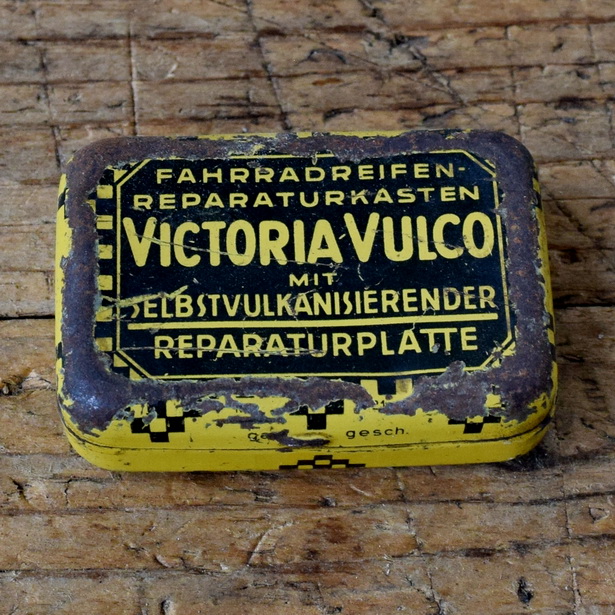 FAHRRADREIFEN-
REPARATURKASTEN
VICTORIA VULCO
MIT
SELBSTVULKANISIERENDER
REPARATURPLATTE
gesch.